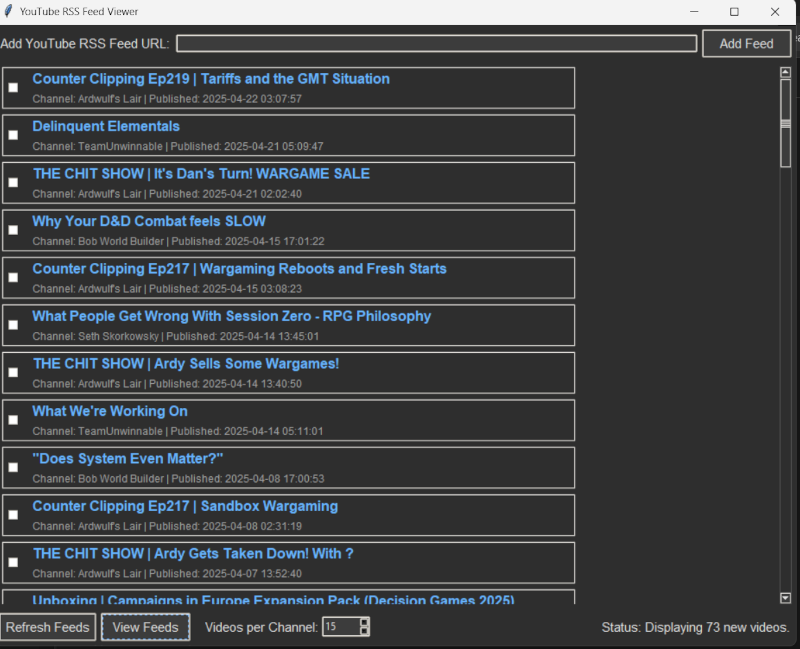 YouTube RSS Feed Viewer
Add YouTube RSS Feed URL:
Add Feed
Counter Clipping Ep219 | Tariffs and the GMT Situation
Channel: Ardwulf's Lair | Published: 2025-04-22 03:07:57
Delinquent Elementals
Channel: TeamUnwinnable | Published: 2025-04-21 05:09:47
THE CHIT SHOW | It's Dan's Turn! WARGAME SALE
Channel: Ardwulf's Lair | Published: 2025-04-21 02:02:40
Why Your D&D Combat feels SLOW
Channel: Bob World Builder | Published: 2025-04-15 17:01:22
Counter Clipping Ep217 | Wargaming Reboots and Fresh Starts
Channel: Ardwulf's Lair | Published: 2025-04-15 03:08:23
What People Get Wrong With Session Zero - RPG Philosophy
Channel: Seth Skorkowsky | Published: 2025-04-14 13:45:01
THE CHIT SHOW | Ardy Sells Some Wargames!
Channel: Ardwulf's Lair | Published: 2025-04-14 13:40:50
What We're Working On
Channel: TeamUnwinnable | Published: 2025-04-14 05:11:01
"Does System Even Matter?"
Channel: Bob World Builder | Published: 2025-04-08 17:00:53
Counter Clipping Ep217 | Sandbox Wargaming
Channel: Ardwulf's Lair | Published: 2025-04-08 02:31:19
THE CHIT SHOW | Ardy Gets Taken Down! With ?
Channel: Ardwulf's Lair | Published: 2025-04-07 13:52:40
Unboxing | Campaigns in Europe Expansion Pack (Decision Games 2025)
Refresh Feeds
View Feeds
Videos per Channel: 15
Status: Displaying 73 new videos.